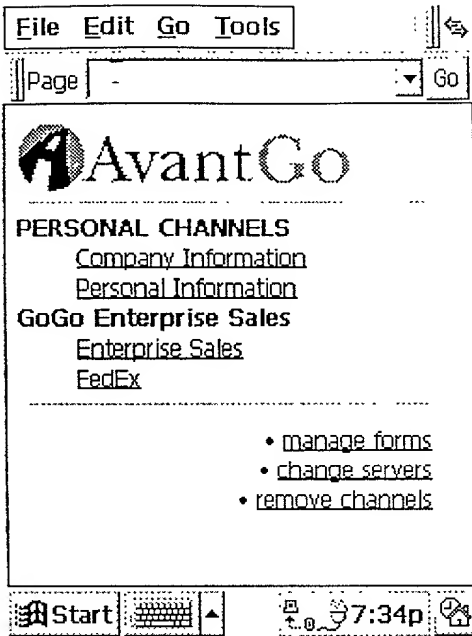 File Edit Go Tools
Page - Go
AvantGo
PERSONAL CHANNELS
Company Information
Personal Information
GoGo Enterprise Sales
Enterprise Sales
FedEx
• manage forms
• change servers
• remove channels
Start 7:34p